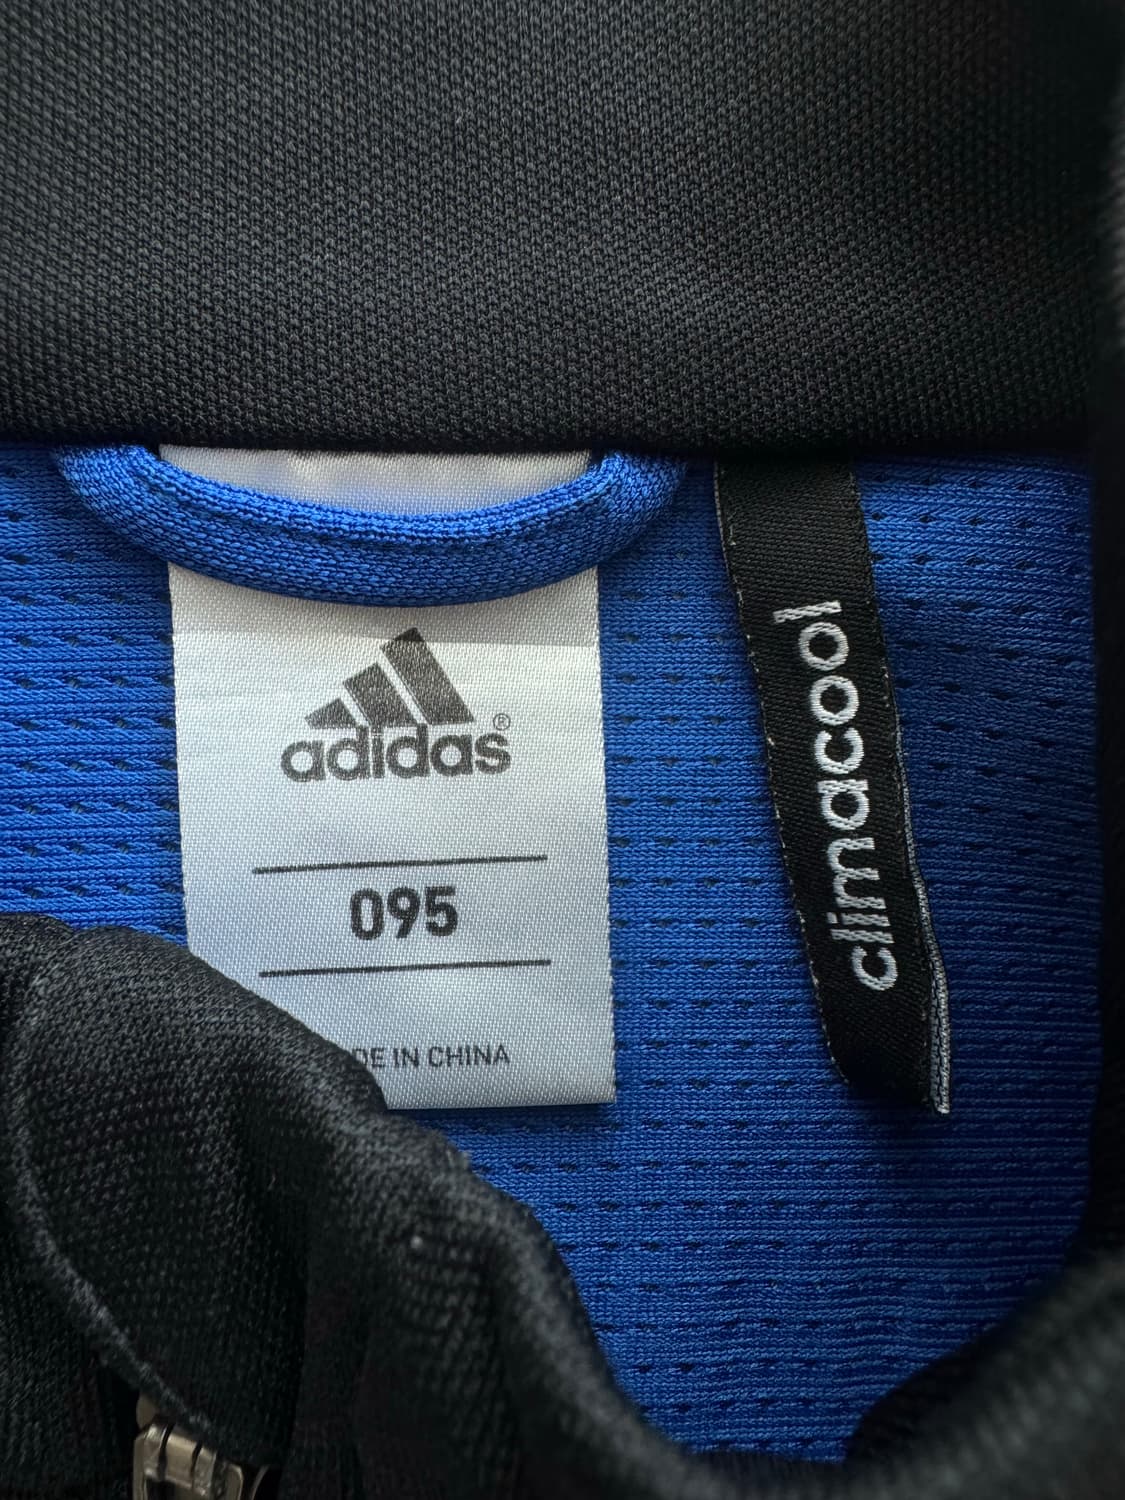 adidas®
095
DE IN CHINA
climacool